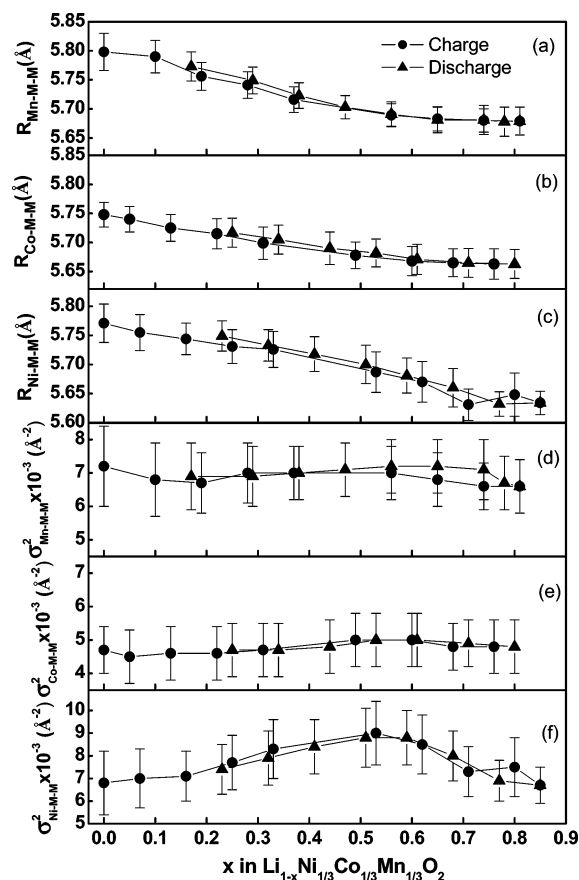 5.85
Charge
(a)
5.80
Discharge
R_Mn-M-M(Å)
5.75
5.70
5.65
5.85
5.80
(b)
5.75
R_Co-M-M(Å)
5.70
5.65
5.80
(c)
5.75
R_Ni-M-M(Å)
5.70
5.65
5.60
8
(d)
7
σ²_Mn-M-M x10⁻³ (Å⁻²)
6
5
4
7
(e)
6
σ²_Co-M-M x10⁻³ (Å⁻²)
5
4
10
(f)
9
σ²_Ni-M-M x10⁻³ (Å⁻²)
8
7
6
5
0.0 0.1 0.2 0.3 0.4 0.5 0.6 0.7 0.8 0.9
x in Li₁₋ₓNi₁/₃Co₁/₃Mn₁/₃O₂